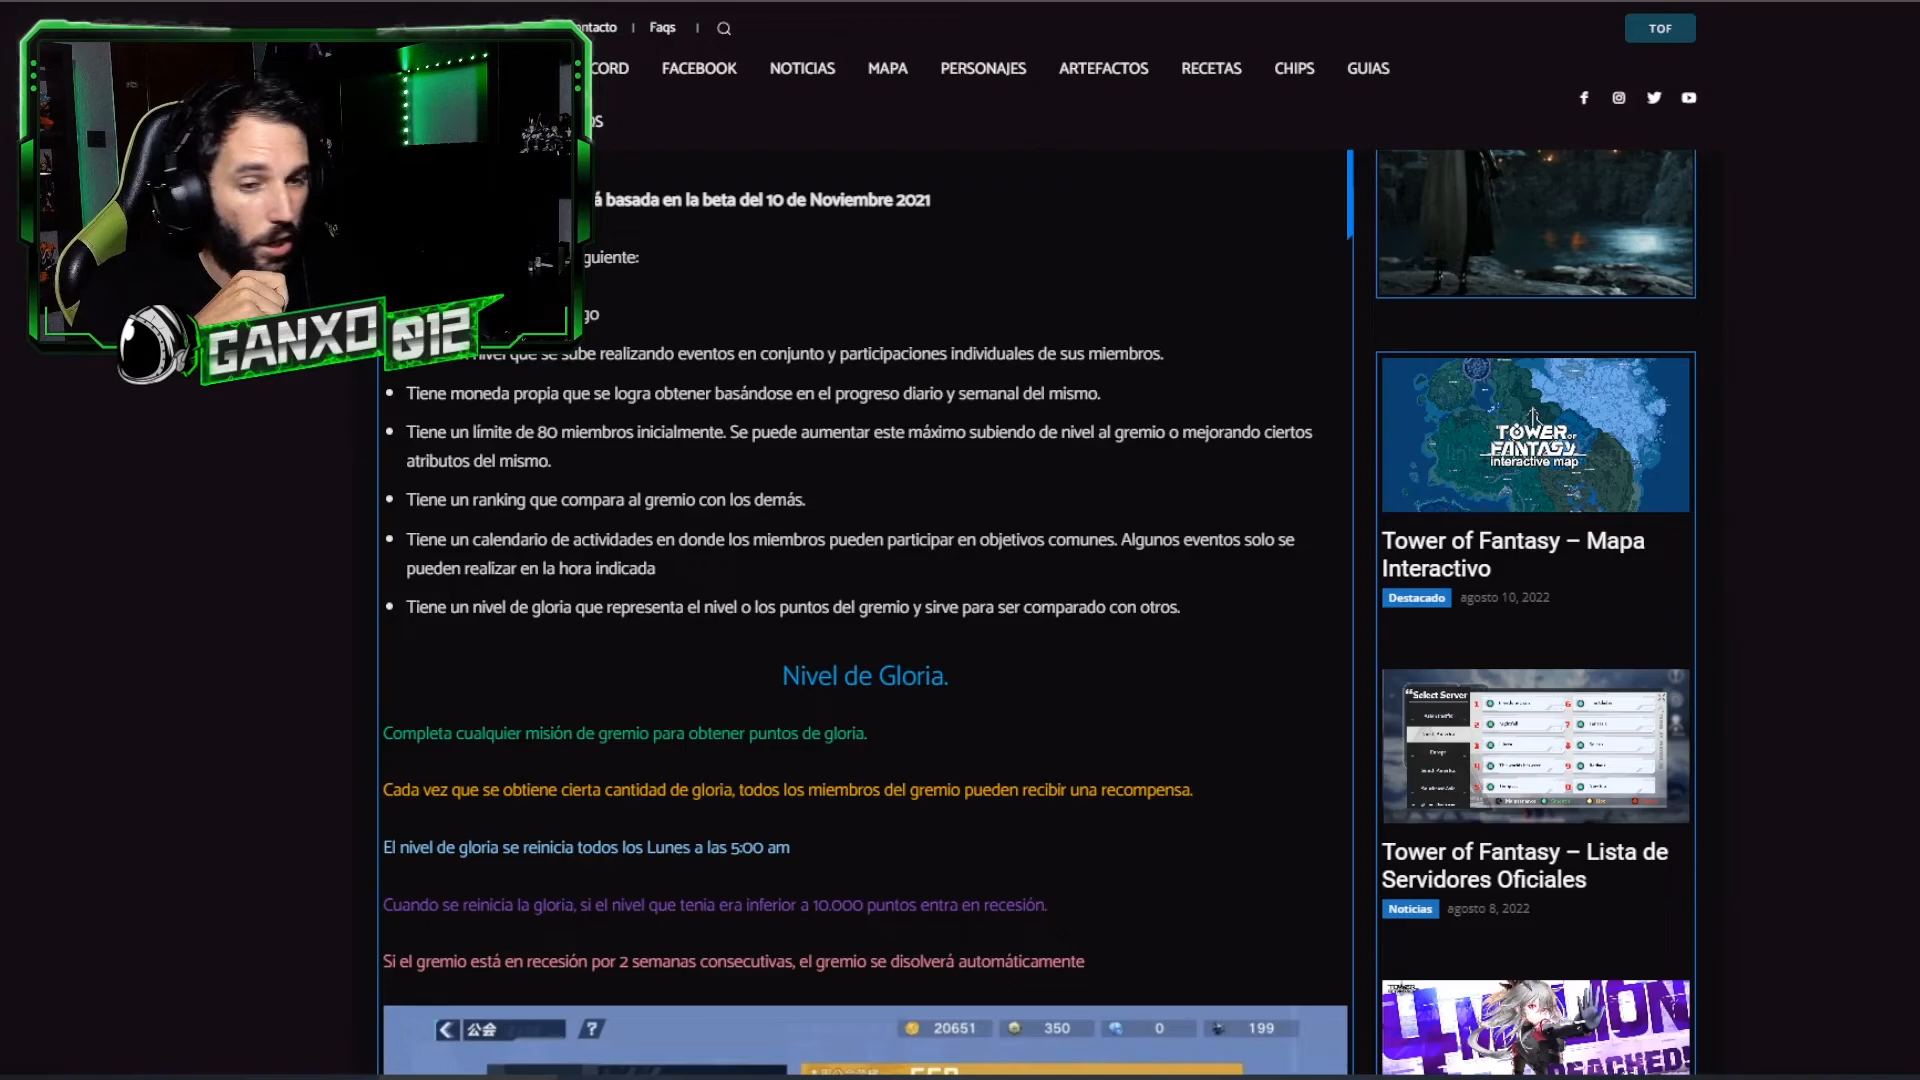 ntacto | Faqs |
TOF
CORD FACEBOOK NOTICIAS MAPA PERSONAJES ARTEFACTOS RECETAS CHIPS GUIAS
OS
GANXO 012
á basada en la beta del 10 de Noviembre 2021
guiente:
go
nivel que se sube realizando eventos en conjunto y participaciones individuales de sus miembros.
• Tiene moneda propia que se logra obtener basándose en el progreso diario y semanal del mismo.
• Tiene un límite de 80 miembros inicialmente. Se puede aumentar este máximo subiendo de nivel al gremio o mejorando ciertos
atributos del mismo.
• Tiene un ranking que compara al gremio con los demás.
• Tiene un calendario de actividades en donde los miembros pueden participar en objetivos comunes. Algunos eventos solo se
pueden realizar en la hora indicada
• Tiene un nivel de gloria que representa el nivel o los puntos del gremio y sirve para ser comparado con otros.
Nivel de Gloria.
Completa cualquier misión de gremio para obtener puntos de gloria.
Cada vez que se obtiene cierta cantidad de gloria, todos los miembros del gremio pueden recibir una recompensa.
El nivel de gloria se reinicia todos los Lunes a las 5:00 am
Cuando se reinicia la gloria, si el nivel que tenia era inferior a 10.000 puntos entra en recesión.
Si el gremio está en recesión por 2 semanas consecutivas, el gremio se disolverá automáticamente
公会 ? 20651 350 0 199
TOWER OF
FANTASY
interactive map
Tower of Fantasy – Mapa
Interactivo
Destacado agosto 10, 2022
Select Server
Tower of Fantasy – Lista de
Servidores Oficiales
Noticias agosto 8, 2022